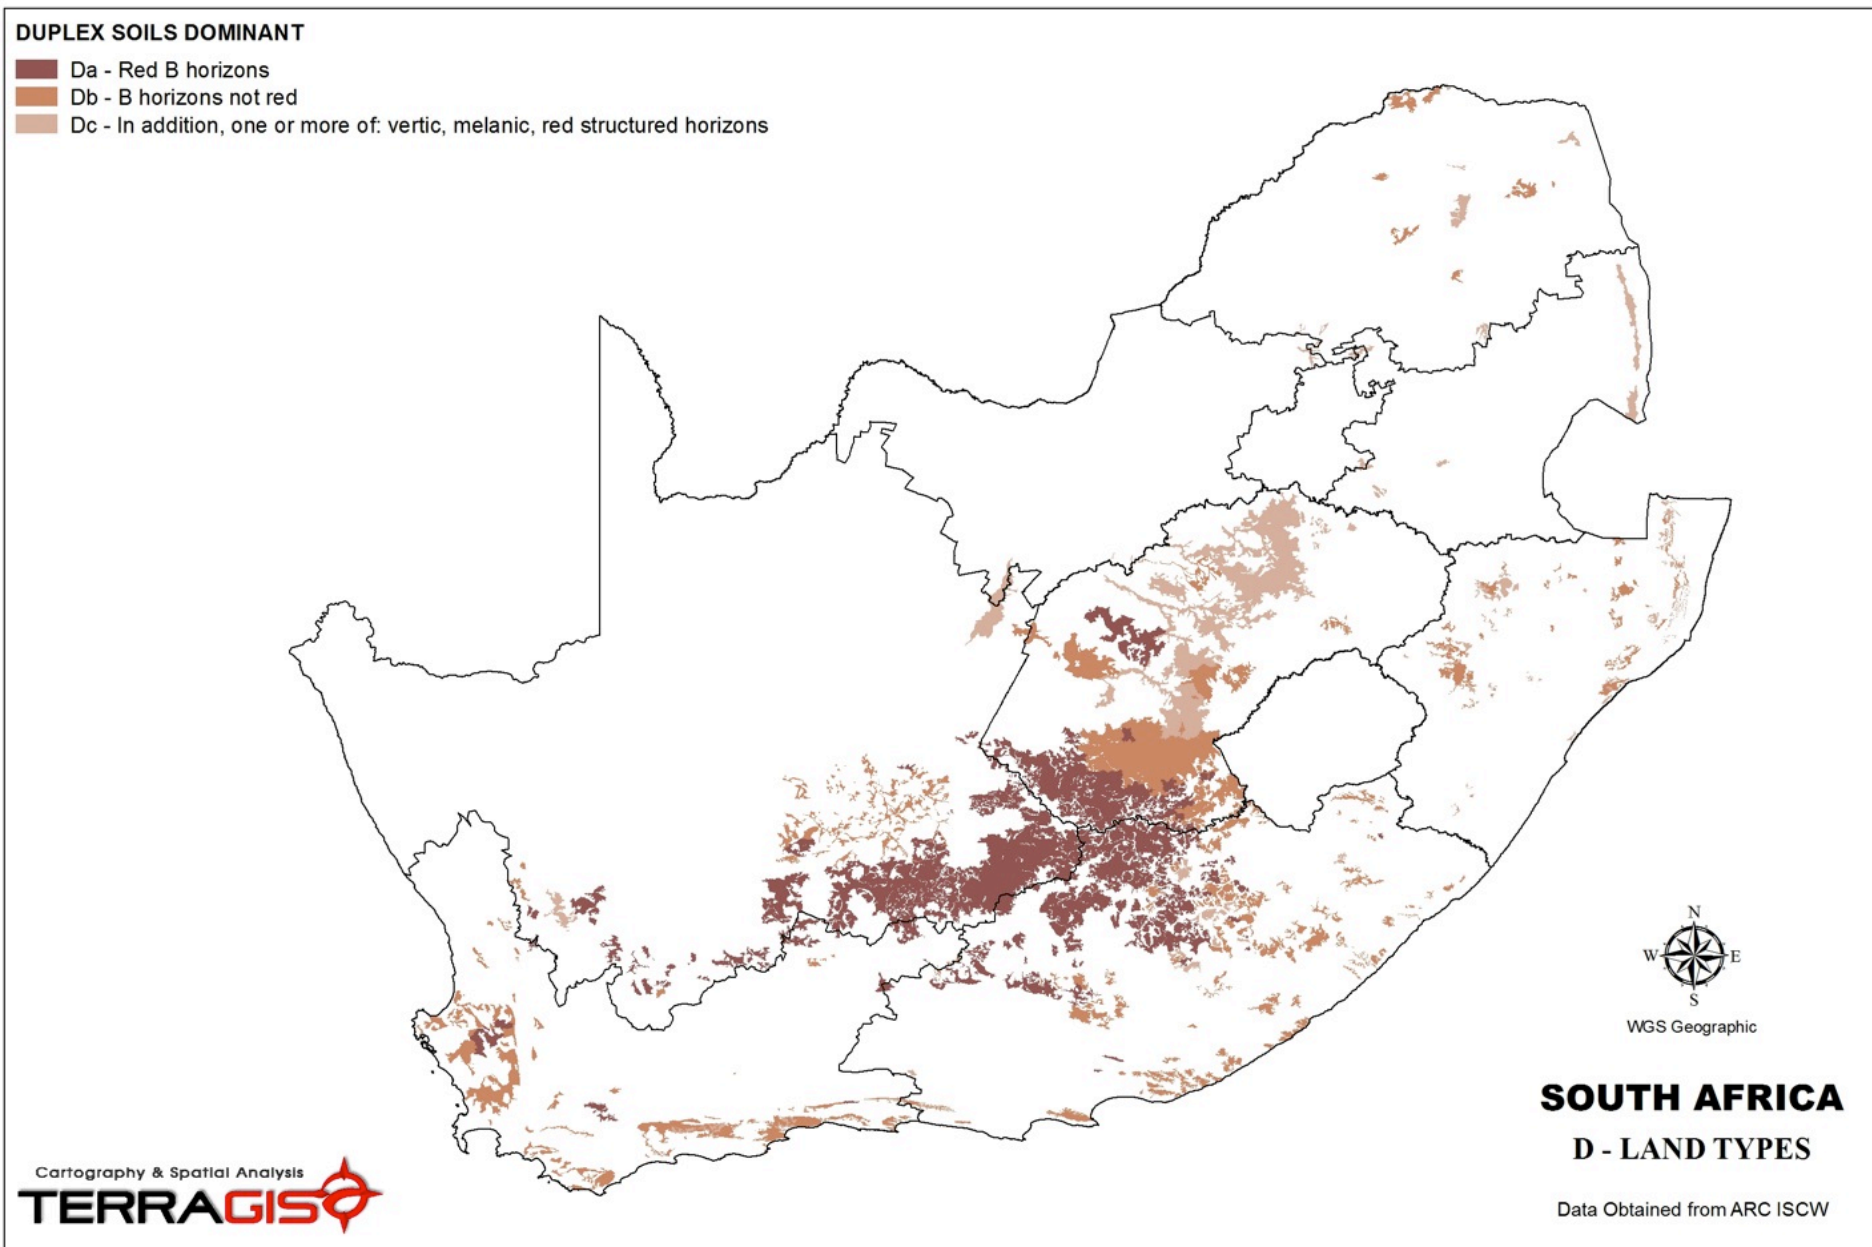 DUPLEX SOILS DOMINANT
Da - Red B horizons
Db - B horizons not red
Dc - In addition, one or more of: vertic, melanic, red structured horizons
N
W
E
S
WGS Geographic
SOUTH AFRICA
D - LAND TYPES
Data Obtained from ARC ISCW
Cartography & Spatial Analysis
TERRAGIS